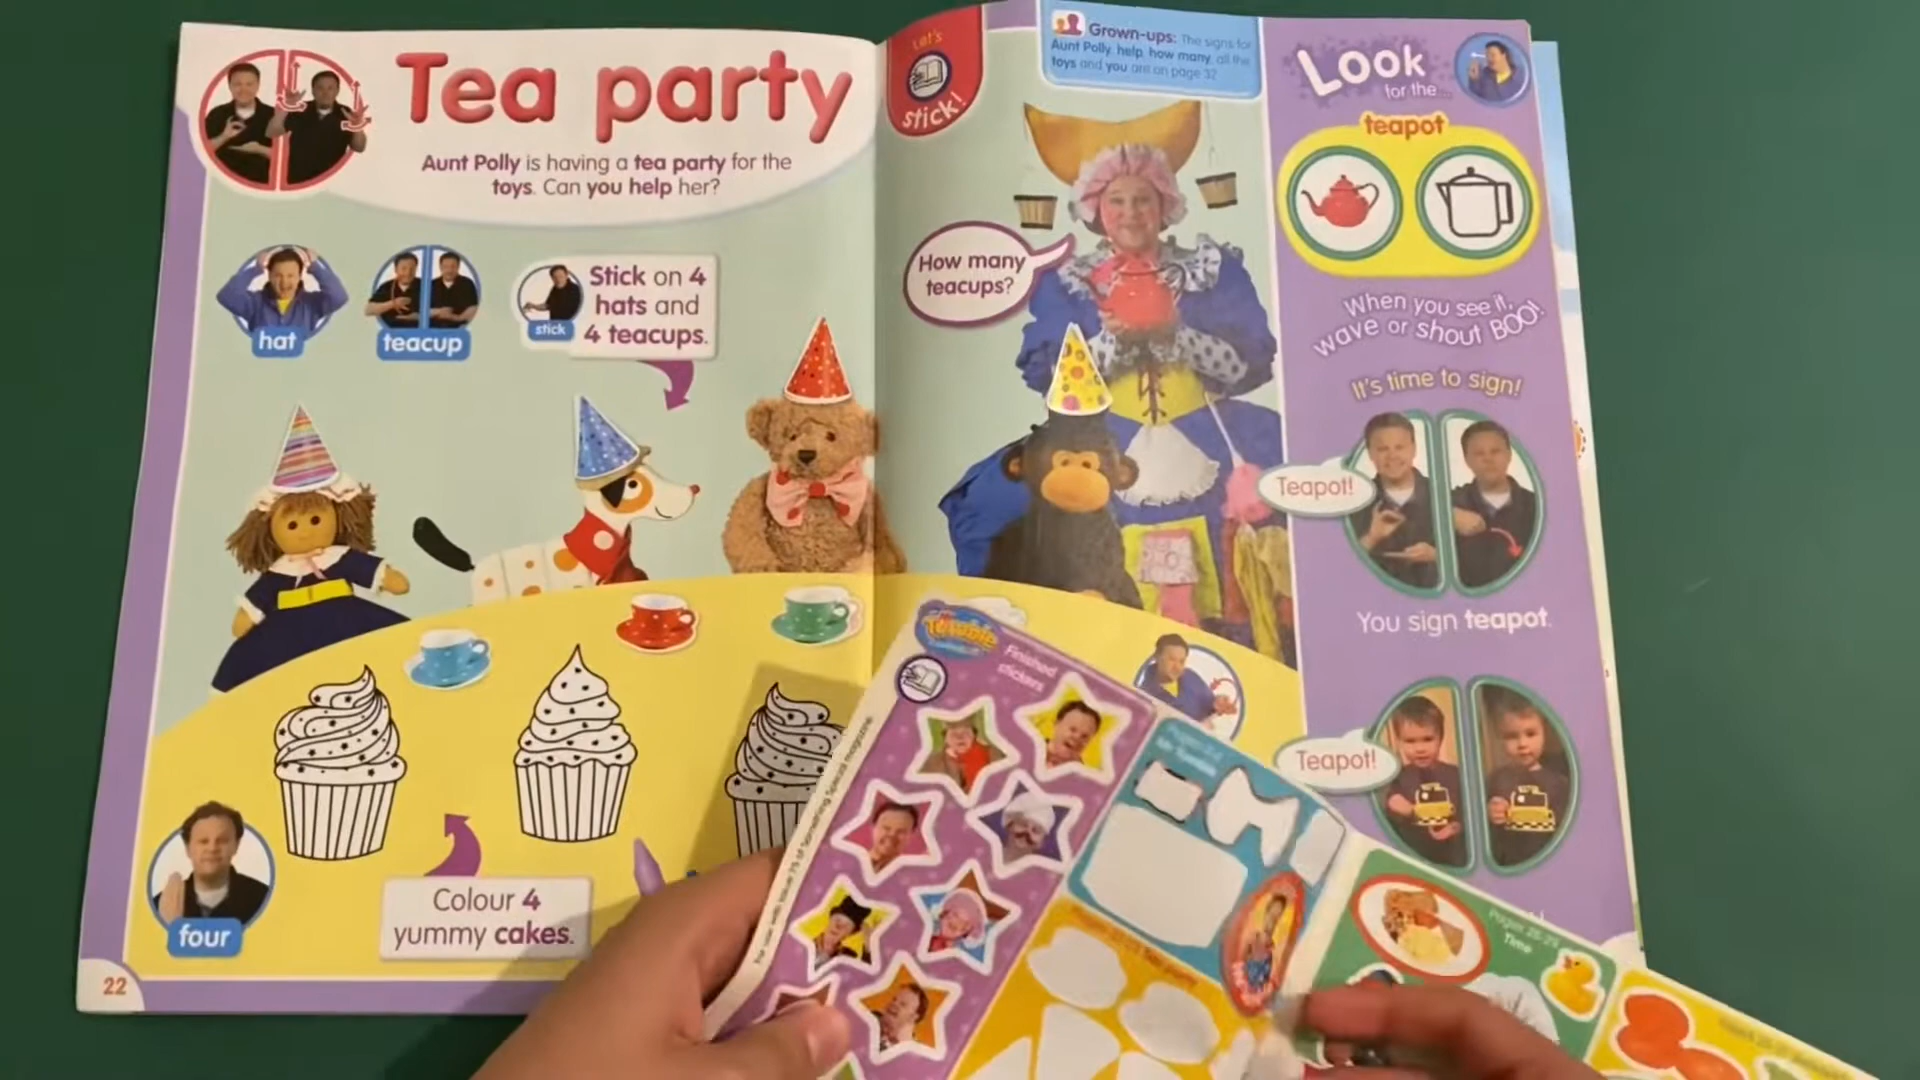 Tea party
Aunt Polly is having a tea party for the
toys. Can you help her?
hat
teacup
stick
Stick on 4
hats and
4 teacups.
four
Colour 4
yummy cakes.
22
Let's
stick!
Grown-ups: The signs for
Aunt Polly, help, how many, all the
toys and you are on page 32
How many
teacups?
Look
for the...
teapot
When you see it,
wave or shout BOO!
It's time to sign!
Teapot!
You sign teapot.
Teapot!
Finished
stickers
Time